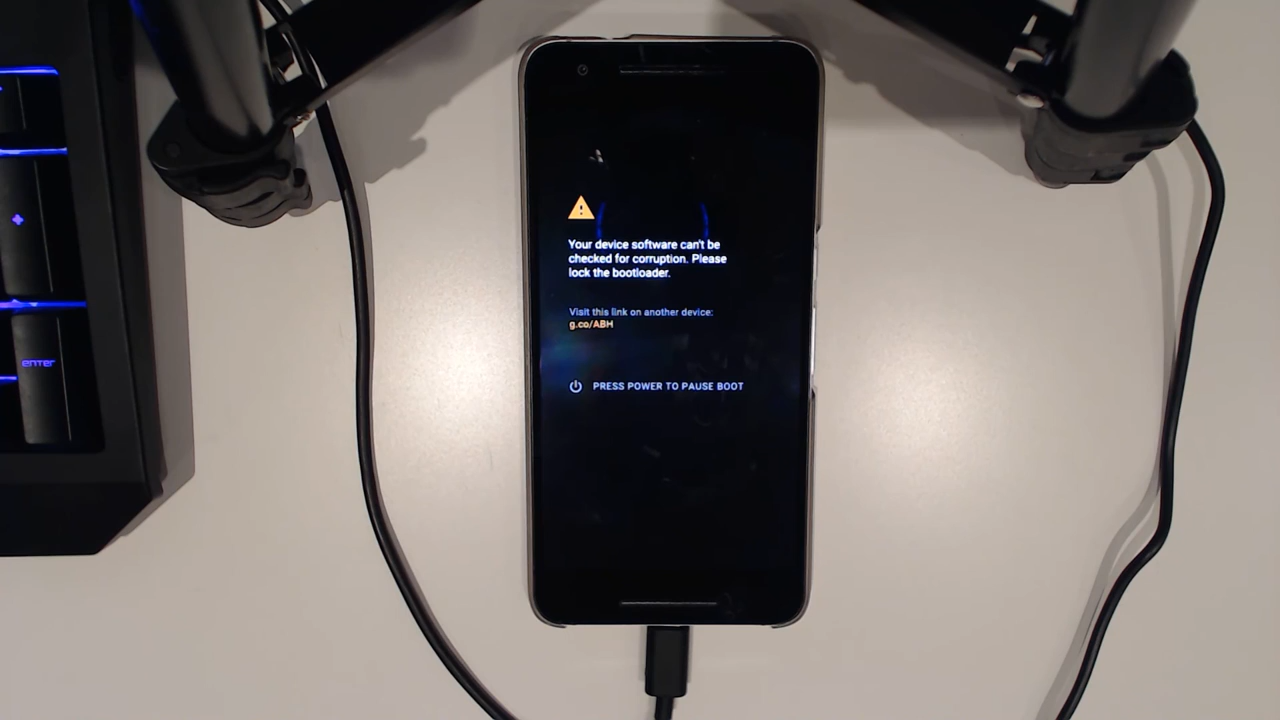 Your device software can't be
checked for corruption. Please
lock the bootloader.
Visit this link on another device:
g.co/ABH
PRESS POWER TO PAUSE BOOT
enter